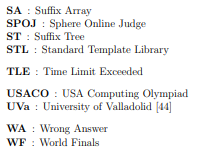 SA : Suffix Array
SPOJ : Sphere Online Judge
ST : Suffix Tree
STL : Standard Template Library
TLE : Time Limit Exceeded
USACO : USA Computing Olympiad
UVa : University of Valladolid [44]
WA : Wrong Answer
WF : World Finals